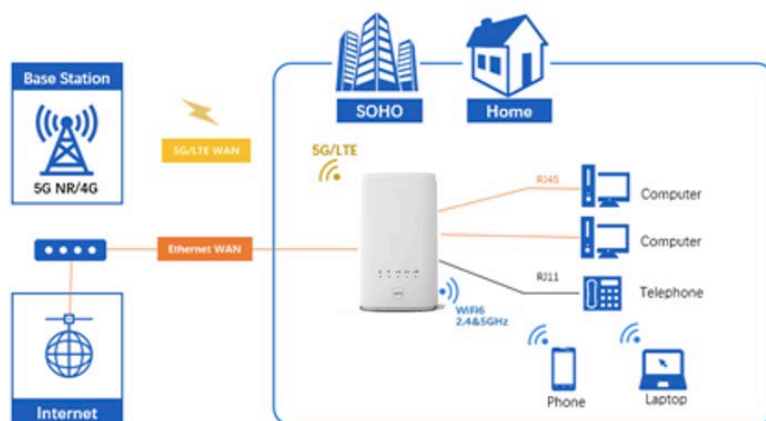 Base Station
5G NR/4G
5G/LTE WAN
SOHO
Home
5G/LTE
RJ45
Computer
Ethernet WAN
Computer
RJ11
Telephone
WiFi6
2.4&5GHz
Phone
Laptop
Internet